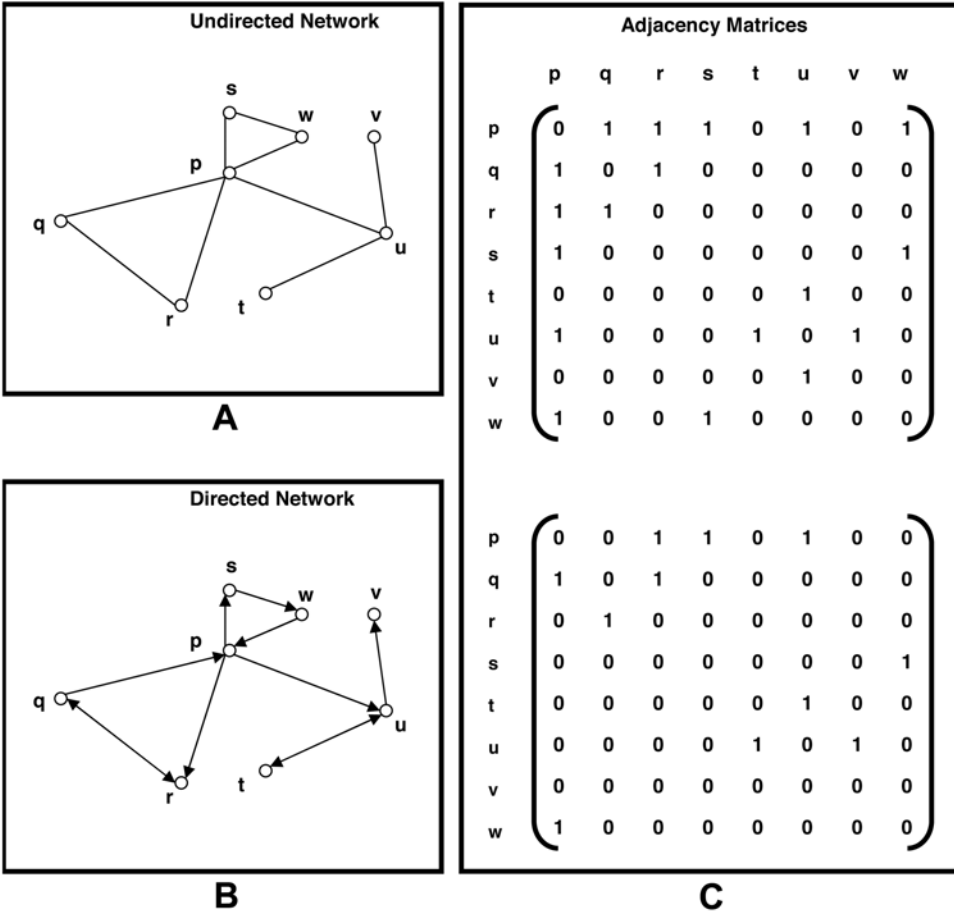 Undirected Network
s
w
v
p
q
u
r
t
A
Directed Network
s
w
v
p
q
u
r
t
B
Adjacency Matrices
p q r s t u v w
p 0 1 1 1 0 1 0 1
q 1 0 1 0 0 0 0 0
r 1 1 0 0 0 0 0 0
s 1 0 0 0 0 0 0 1
t 0 0 0 0 0 1 0 0
u 1 0 0 0 1 0 1 0
v 0 0 0 0 0 1 0 0
w 1 0 0 1 0 0 0 0
p 0 0 1 1 0 1 0 0
q 1 0 1 0 0 0 0 0
r 0 1 0 0 0 0 0 0
s 0 0 0 0 0 0 0 1
t 0 0 0 0 0 1 0 0
u 0 0 0 0 1 0 1 0
v 0 0 0 0 0 0 0 0
w 1 0 0 0 0 0 0 0
C